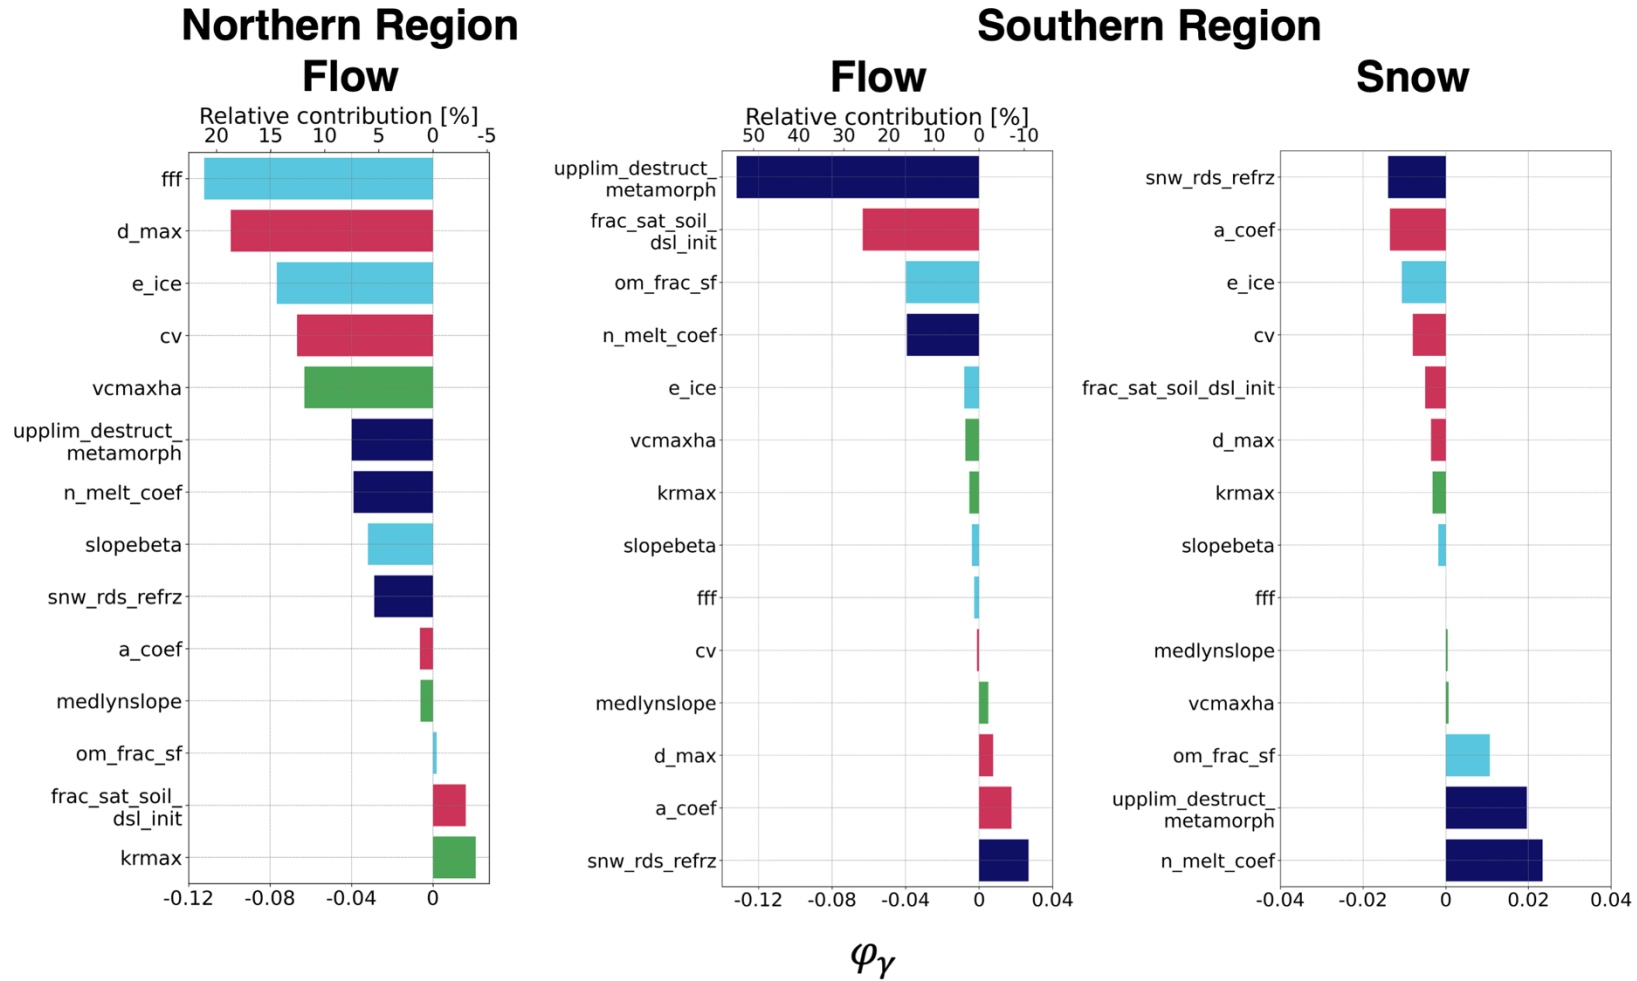 Northern Region
Southern Region
Flow
Flow
Snow
Relative contribution [%]
20 15 10 5 0 -5
fff
d_max
e_ice
cv
vcmaxha
upplim_destruct_
metamorph
n_melt_coef
slopebeta
snw_rds_refrz
a_coef
medlynslope
om_frac_sf
frac_sat_soil_
dsl_init
krmax
-0.12 -0.08 -0.04 0
Relative contribution [%]
50 40 30 20 10 0 -10
upplim_destruct_
metamorph
frac_sat_soil_
dsl_init
om_frac_sf
n_melt_coef
e_ice
vcmaxha
krmax
slopebeta
fff
cv
medlynslope
d_max
a_coef
snw_rds_refrz
-0.12 -0.08 -0.04 0 0.04
snw_rds_refrz
a_coef
e_ice
cv
frac_sat_soil_dsl_init
d_max
krmax
slopebeta
fff
medlynslope
vcmaxha
om_frac_sf
upplim_destruct_
metamorph
n_melt_coef
-0.04 -0.02 0 0.02 0.04
φγ